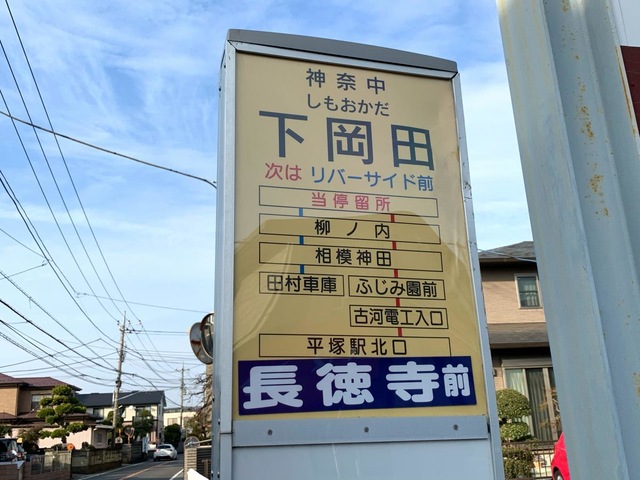 神奈中
しもおかだ
下岡田
次は リバーサイド前
当停留所
柳ノ内
相模神田
田村車庫 ふじみ園前
古河電工入口
平塚駅北口
長徳寺前